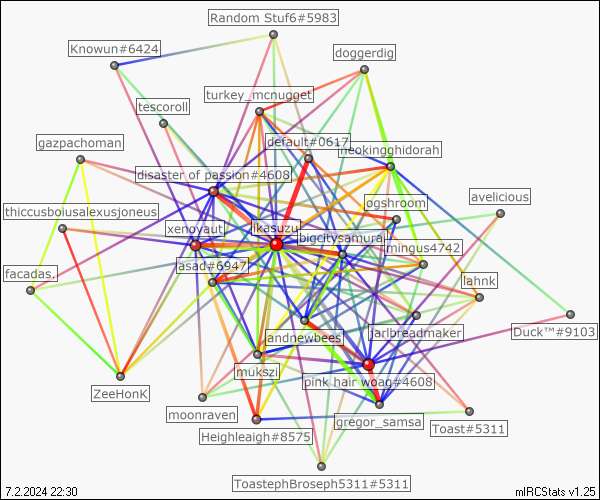 Random Stuf6#5983
Knowun#6424
doggerdig
turkey_mcnugget
tescoroll
default#0617
gazpachoman
neokingghidorah
disaster of passion#4608
avelicious
ogshroom
thiccusboiusalexusjoneus
xenoyaut
ikasuzu
bigcitysamurai
mingus4742
asad#6947
facadas.
lahnk
Duck™#9103
andnewbees
jarlbreadmaker
mukszi
ZeeHonK
pink hair woag#4608
moonraven
gregor_samsa
Toast#5311
Heighleigh#8575
ToastephBroseph5311#5311
7.2.2024 22:30
mIRCStats v1.25